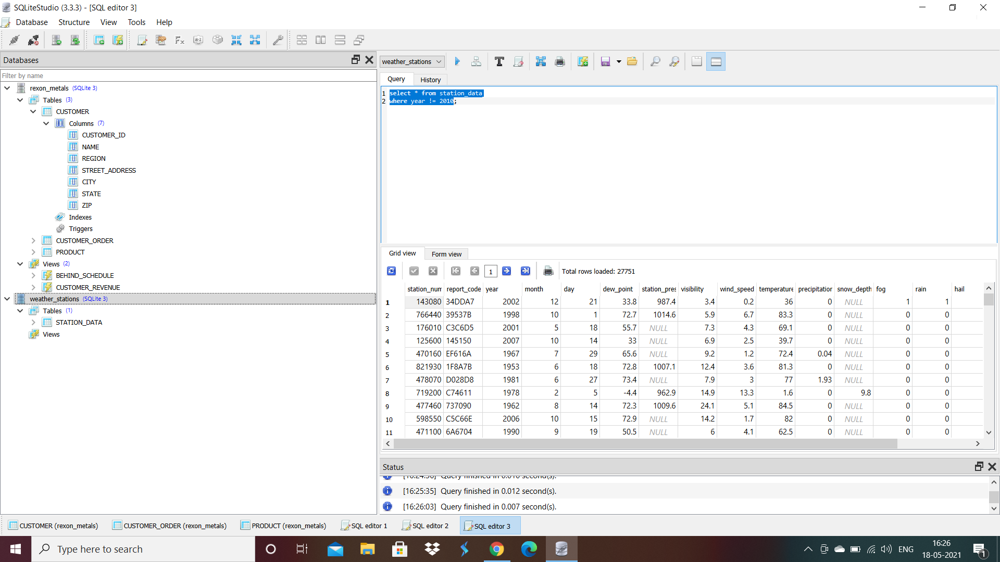 SQLiteStudio (3.3.3) - [SQL editor 3]
Database Structure View Tools Help
Databases
Filter by name
rexon_metals (SQLite 3)
Tables (3)
CUSTOMER
Columns (7)
CUSTOMER_ID
NAME
REGION
STREET_ADDRESS
CITY
STATE
ZIP
Indexes
Triggers
CUSTOMER_ORDER
PRODUCT
Views (2)
BEHIND_SCHEDULE
CUSTOMER_REVENUE
weather_stations (SQLite 3)
Tables (1)
STATION_DATA
Views
weather_stations
Query History
1 select * from station_data
2 where year != 2010;
Grid view Form view
1 Total rows loaded: 27751
station_num report_code year month day dew_point station_pres visibility wind_speed temperature precipitation snow_depth fog rain hail
1 143080 34DDA7 2002 12 21 33.8 987.4 3.4 0.2 36 0 NULL 1 1
2 766440 39537B 1998 10 1 72.7 1014.6 5.9 6.7 83.3 0 NULL 0 0
3 176010 C3C6D5 2001 5 18 55.7 NULL 7.3 4.3 69.1 0 NULL 0 0
4 125600 145150 2007 10 14 33 NULL 6.9 2.5 39.7 0 NULL 0 0
5 470160 EF616A 1967 7 29 65.6 NULL 9.2 1.2 72.4 0.04 NULL 0 0
6 821930 1F8A7B 1953 6 18 72.8 1007.1 12.4 3.6 81.3 0 NULL 0 0
7 478070 D028D8 1981 6 27 73.4 NULL 7.9 3 77 1.93 NULL 0 0
8 719200 C74611 1978 2 5 -4.4 962.9 14.9 13.3 1.6 0 9.8 0 0
9 477460 737090 1962 8 14 72.3 1009.6 24.1 5.1 84.5 0 NULL 0 0
10 598550 C5C66E 2006 10 15 72.9 NULL 14.2 1.7 82 0 NULL 0 0
11 471100 6A6704 1990 9 19 50.5 NULL 6 4.1 62.5 0 NULL 0 0
Status
Query finished in 0.010 second(s).
[16:25:35] Query finished in 0.012 second(s).
[16:26:03] Query finished in 0.007 second(s).
CUSTOMER (rexon_metals) CUSTOMER_ORDER (rexon_metals) PRODUCT (rexon_metals) SQL editor 1 SQL editor 2 SQL editor 3
Type here to search
ENG
16:26
18-05-2021
1